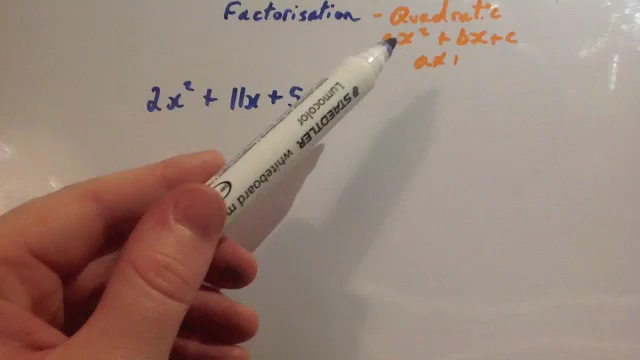 Factorisation - Quadratic
ax² + bx + c
a≠1
2x² + 11x + 5
STAEDTLER
Lumocolor
whiteboard m